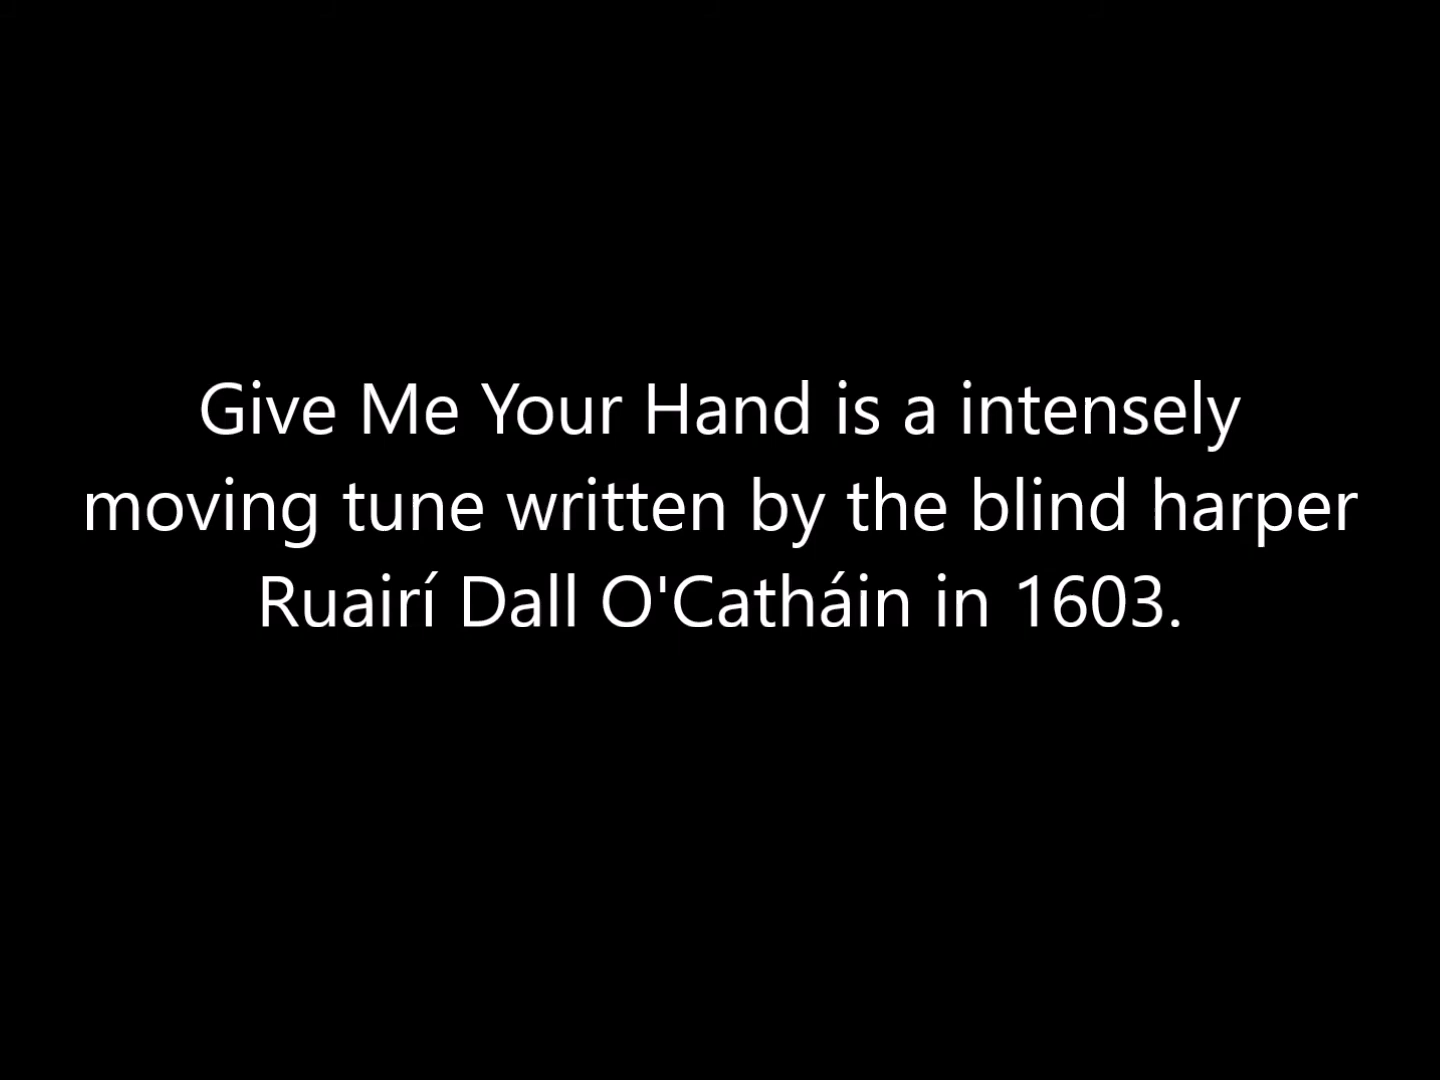 Give Me Your Hand is a intensely
moving tune written by the blind harper
Ruairí Dall O'Catháin in 1603.